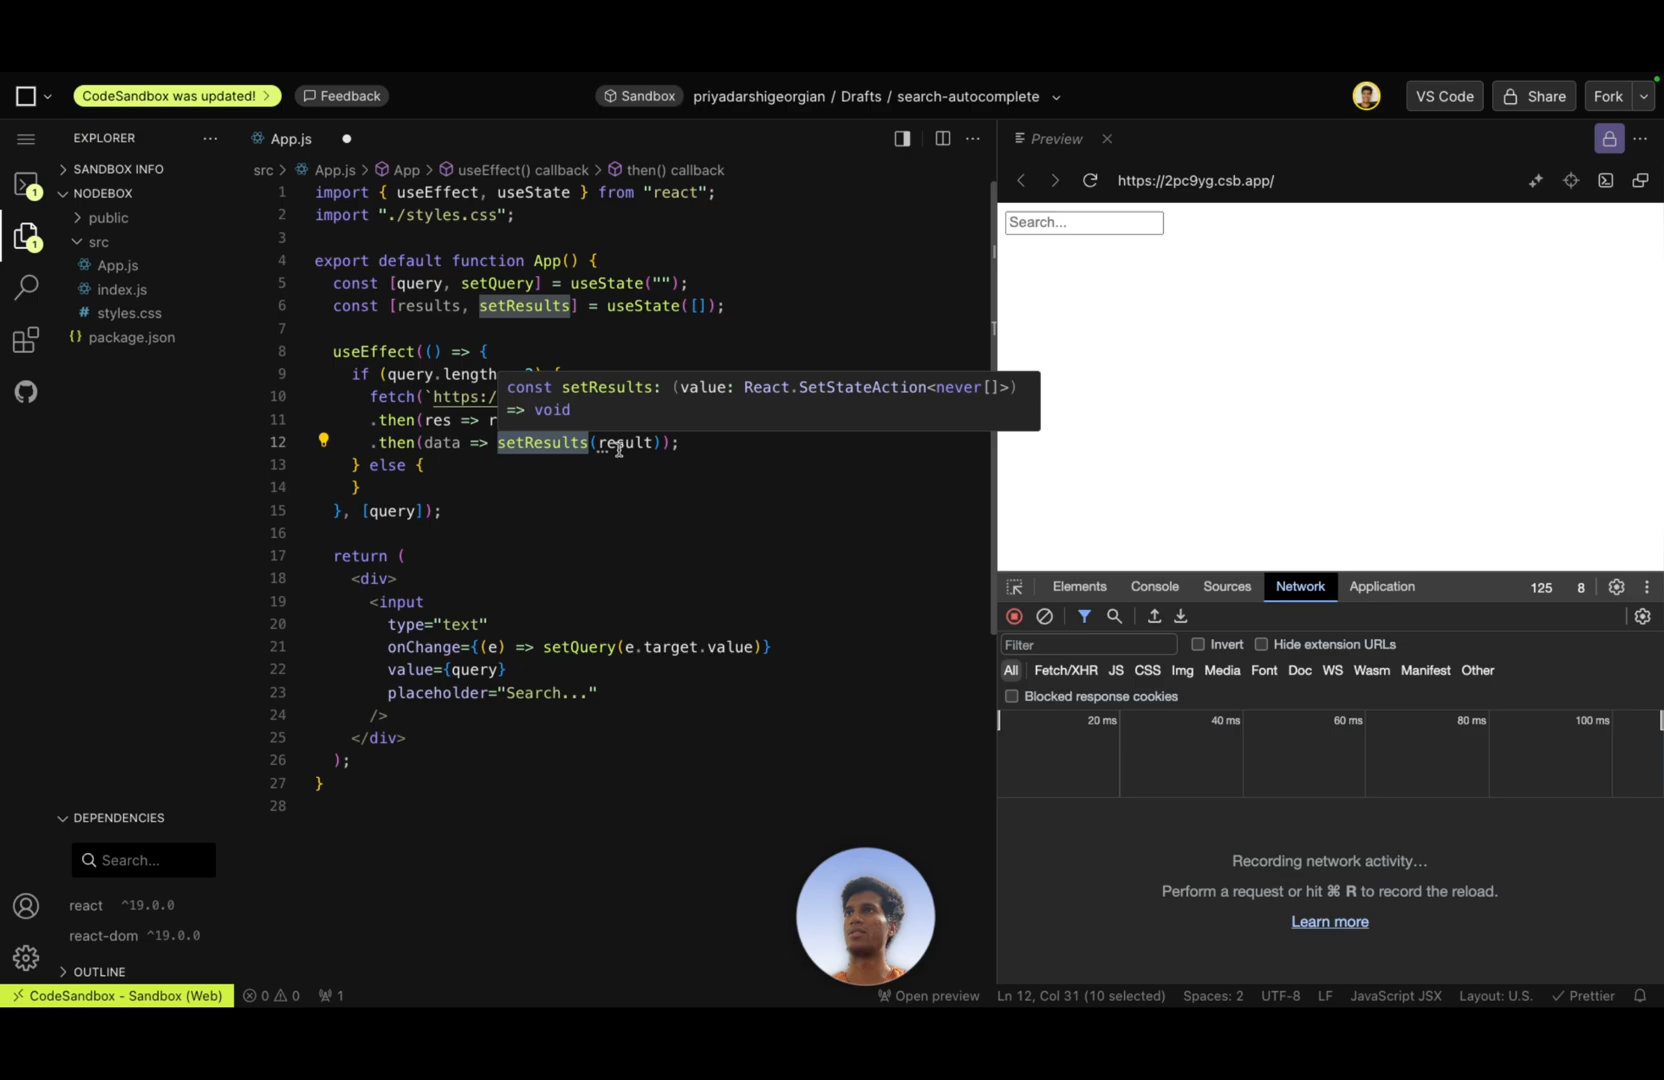 CodeSandbox was updated!
Feedback
Sandbox
priyadarshigeorgian / Drafts / search-autocomplete
VS Code
Share
Fork
EXPLORER
App.js
Preview
SANDBOX INFO
NODEBOX
public
src
App.js
index.js
styles.css
package.json
src > App.js > App > useEffect() callback > then() callback
https://2pc9yg.csb.app/
1 import { useEffect, useState } from "react";
2 import "./styles.css";
3
4 export default function App() {
5 const [query, setQuery] = useState("");
6 const [results, setResults] = useState([]);
7
8 useEffect(() => {
9 if (query.length
10 fetch(`https:/
11 .then(res => r
12 .then(data => setResults(result));
13 } else {
14 }
15 }, [query]);
16
17 return (
18 <div>
19 <input
20 type="text"
21 onChange={(e) => setQuery(e.target.value)}
22 value={query}
23 placeholder="Search..."
24 />
25 </div>
26 );
27 }
28
const setResults: (value: React.SetStateAction<never[]>)
=> void
Search...
Elements Console Sources Network Application 125 8
Filter Invert Hide extension URLs
All Fetch/XHR JS CSS Img Media Font Doc WS Wasm Manifest Other
Blocked response cookies
20 ms 40 ms 60 ms 80 ms 100 ms
Recording network activity…
Perform a request or hit ⌘ R to record the reload.
Learn more
DEPENDENCIES
Search...
react ^19.0.0
react-dom ^19.0.0
OUTLINE
CodeSandbox - Sandbox (Web) 0 0 1
Open preview Ln 12, Col 31 (10 selected) Spaces: 2 UTF-8 LF JavaScript JSX Layout: U.S. Prettier
1
1